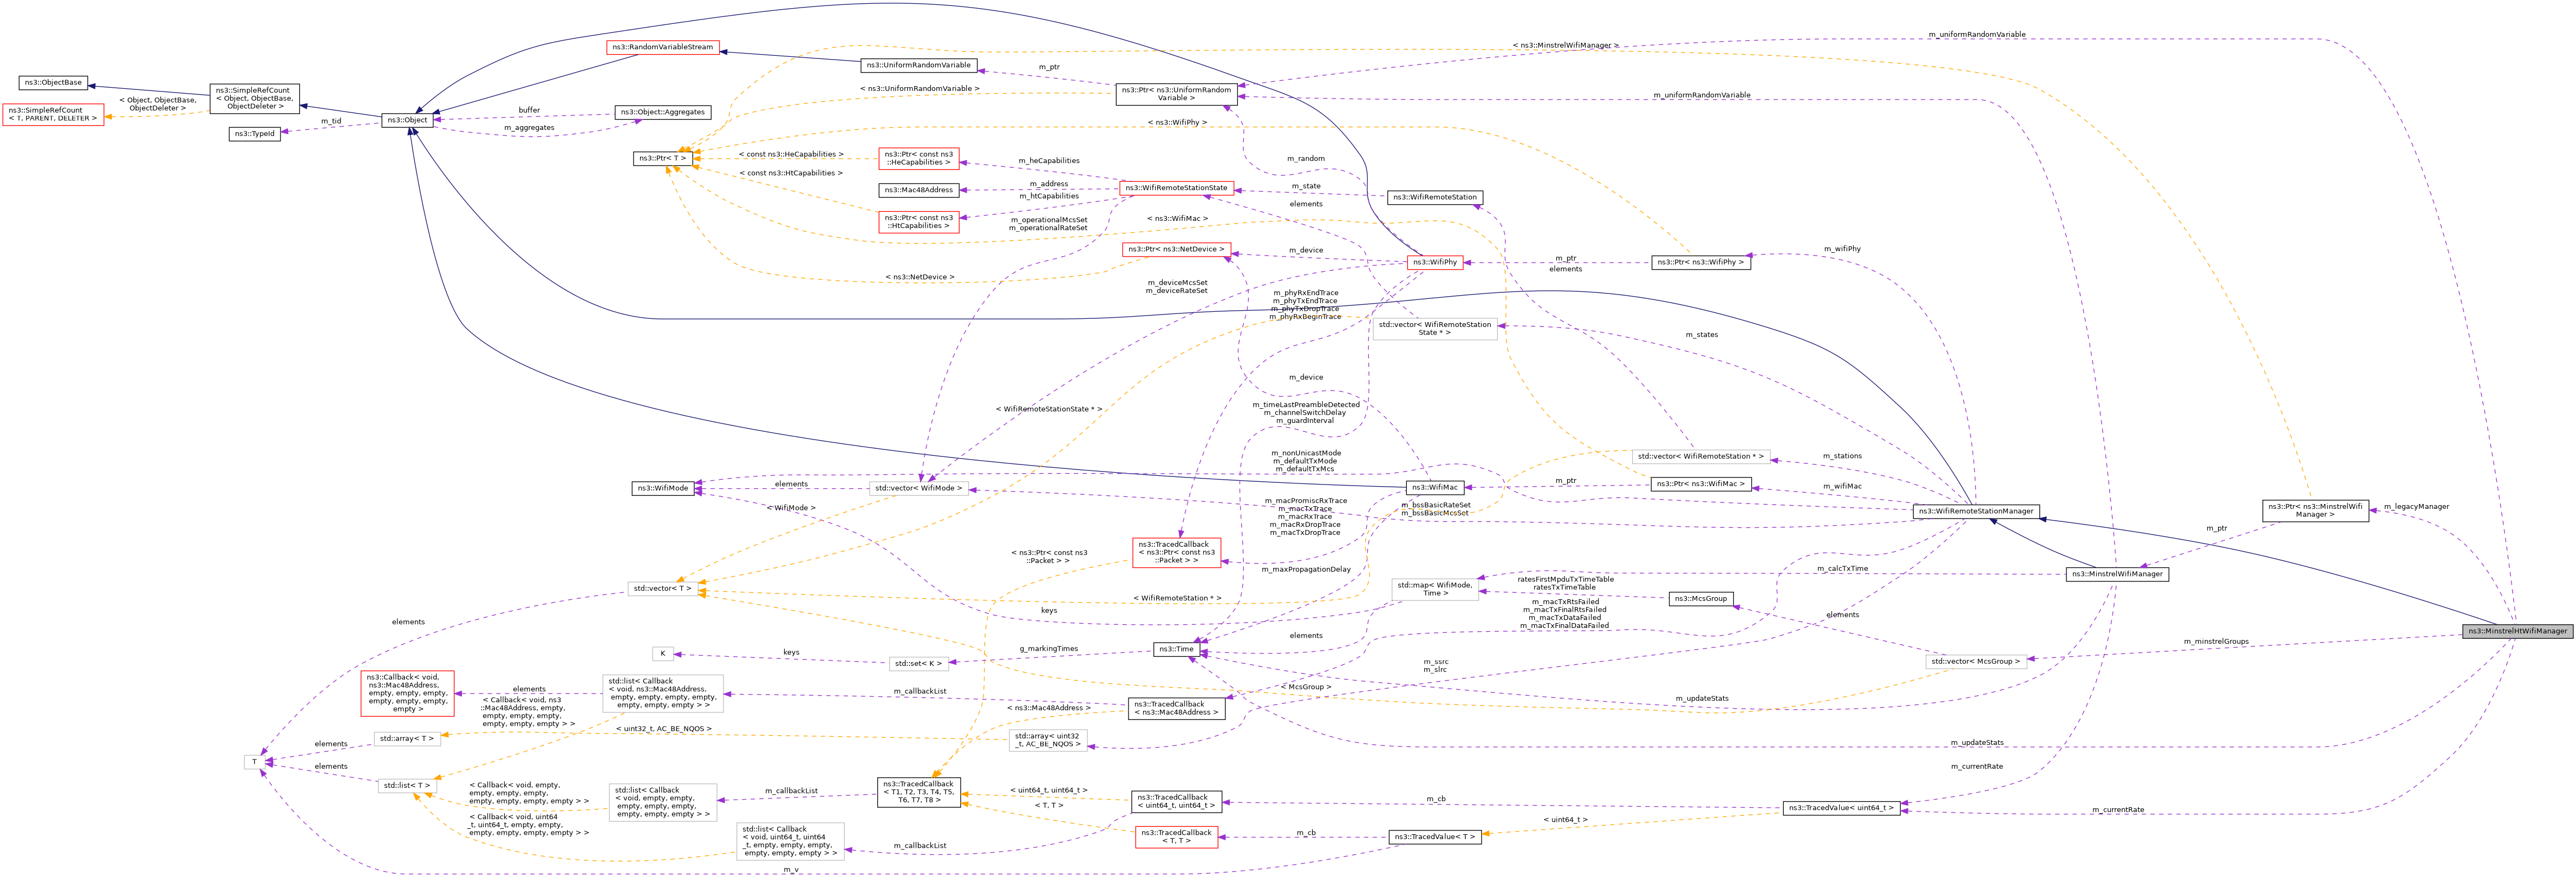 ns3::ObjectBase
ns3::SimpleRefCount
< T, PARENT, DELETER >
< Object, ObjectBase,
ObjectDeleter >
ns3::SimpleRefCount
< Object, ObjectBase,
ObjectDeleter >
ns3::TypeId
m_tid
ns3::Object
buffer
m_aggregates
ns3::RandomVariableStream
ns3::Object::Aggregates
ns3::Ptr< T >
ns3::UniformRandomVariable
m_ptr
< ns3::UniformRandomVariable >
ns3::Ptr< ns3::UniformRandom
Variable >
< ns3::MinstrelWifiManager >
m_uniformRandomVariable
m_uniformRandomVariable
< ns3::WifiPhy >
< const ns3::HeCapabilities >
< const ns3::HtCapabilities >
ns3::Ptr< const ns3
::HeCapabilities >
ns3::Mac48Address
ns3::Ptr< const ns3
::HtCapabilities >
m_heCapabilities
m_address
m_htCapabilities
m_operationalMcsSet
m_operationalRateSet
ns3::WifiRemoteStationState
m_random
m_state
elements
ns3::WifiRemoteStation
< ns3::WifiMac >
ns3::Ptr< ns3::NetDevice >
< ns3::NetDevice >
m_device
ns3::WifiPhy
m_ptr
elements
ns3::Ptr< ns3::WifiPhy >
m_wifiPhy
m_deviceMcsSet
m_deviceRateSet
m_phyRxEndTrace
m_phyTxEndTrace
m_phyTxDropTrace
m_phyRxBeginTrace
std::vector< WifiRemoteStation
State * >
m_states
m_device
< WifiRemoteStationState * >
m_timeLastPreambleDetected
m_channelSwitchDelay
m_guardInterval
m_nonUnicastMode
m_defaultTxMode
m_defaultTxMcs
ns3::WifiMode
elements
std::vector< WifiMode >
< WifiMode >
ns3::WifiMac
m_ptr
ns3::Ptr< ns3::WifiMac >
std::vector< WifiRemoteStation * >
m_stations
m_wifiMac
ns3::WifiRemoteStationManager
m_macPromiscRxTrace
m_macTxTrace
m_macRxTrace
m_macRxDropTrace
m_macTxDropTrace
m_bssBasicRateSet
m_bssBasicMcsSet
ns3::Ptr< ns3::MinstrelWifi
Manager >
m_legacyManager
m_ptr
< ns3::Ptr< const ns3
::Packet > >
ns3::TracedCallback
< ns3::Ptr< const ns3
::Packet > >
m_maxPropagationDelay
std::map< WifiMode,
Time >
ratesFirstMpduTxTimeTable
ratesTxTimeTable
m_calcTxTime
ns3::MinstrelWifiManager
std::vector< T >
< WifiRemoteStation * >
keys
ns3::McsGroup
m_macTxRtsFailed
m_macTxFinalRtsFailed
m_macTxDataFailed
m_macTxFinalDataFailed
elements
elements
elements
ns3::MinstrelHtWifiManager
m_minstrelGroups
K
keys
std::set< K >
g_markingTimes
ns3::Time
std::vector< McsGroup >
m_ssrc
m_slrc
< McsGroup >
m_updateStats
ns3::Callback< void,
ns3::Mac48Address,
empty, empty, empty,
empty, empty, empty,
empty >
elements
std::list< Callback
< void, ns3::Mac48Address,
empty, empty, empty, empty,
empty, empty, empty > >
m_callbackList
ns3::TracedCallback
< ns3::Mac48Address >
< ns3::Mac48Address >
< Callback< void, ns3
::Mac48Address, empty,
empty, empty, empty,
empty, empty, empty > >
< uint32_t, AC_BE_NQOS >
std::array< T >
elements
std::array< uint32
_t, AC_BE_NQOS >
m_updateStats
T
elements
std::list< T >
m_currentRate
< Callback< void, empty,
empty, empty, empty,
empty, empty, empty, empty > >
std::list< Callback
< void, empty, empty,
empty, empty, empty,
empty, empty, empty > >
m_callbackList
ns3::TracedCallback
< T1, T2, T3, T4, T5,
T6, T7, T8 >
< uint64_t, uint64_t >
< T, T >
ns3::TracedCallback
< uint64_t, uint64_t >
m_cb
ns3::TracedValue< uint64_t >
m_currentRate
< Callback< void, uint64
_t, uint64_t, empty, empty,
empty, empty, empty, empty > >
std::list< Callback
< void, uint64_t, uint64
_t, empty, empty, empty,
empty, empty, empty > >
m_callbackList
ns3::TracedCallback
< T, T >
m_cb
ns3::TracedValue< T >
< uint64_t >
m_v